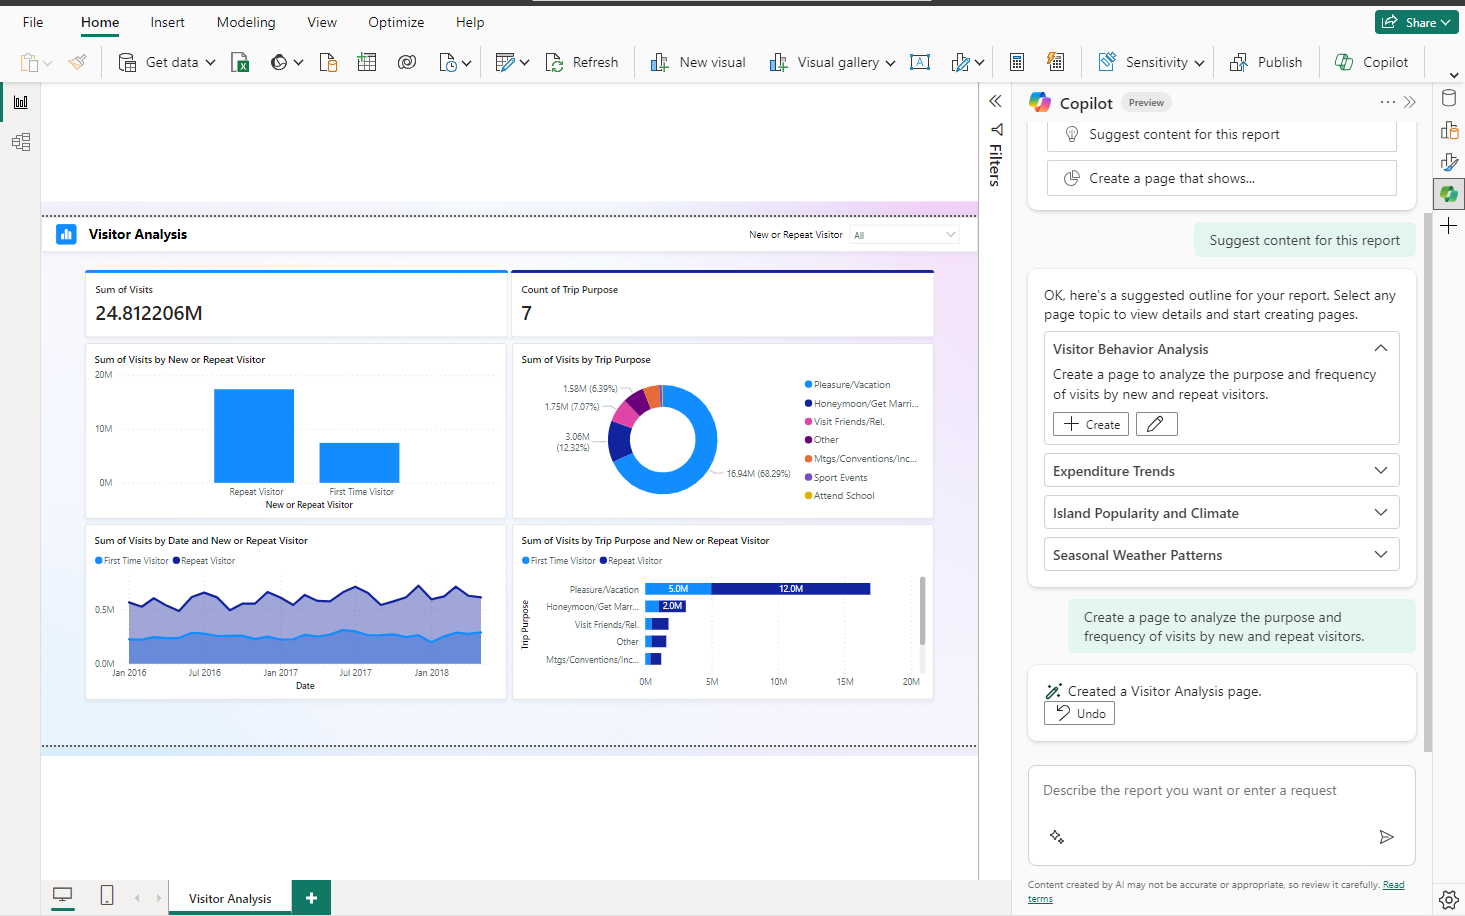 File Home Insert Modeling View Optimize Help Share
Get data Refresh New visual Visual gallery Sensitivity Publish Copilot
Filters
Visitor Analysis
New or Repeat Visitor All
Sum of Visits
24.812206M
Count of Trip Purpose
7
Sum of Visits by New or Repeat Visitor
20M
10M
0M
Repeat Visitor First Time Visitor
New or Repeat Visitor
Sum of Visits by Trip Purpose
1.58M (6.39%)
1.75M (7.07%)
3.06M
(12.32%)
16.94M (68.29%)
Pleasure/Vacation
Honeymoon/Get Marri...
Visit Friends/Rel.
Other
Mtgs/Conventions/Inc...
Sport Events
Attend School
Sum of Visits by Date and New or Repeat Visitor
First Time Visitor Repeat Visitor
0.5M
0.0M
Jan 2016 Jul 2016 Jan 2017 Jul 2017 Jan 2018
Date
Sum of Visits by Trip Purpose and New or Repeat Visitor
First Time Visitor Repeat Visitor
Trip Purpose
Pleasure/Vacation 5.0M 12.0M
Honeymoon/Get Marr... 2.0M
Visit Friends/Rel.
Other
Mtgs/Conventions/Inc...
0M 5M 10M 15M 20M
Visitor Analysis
Copilot Preview
Suggest content for this report
Create a page that shows...
Suggest content for this report
OK, here's a suggested outline for your report. Select any
page topic to view details and start creating pages.
Visitor Behavior Analysis
Create a page to analyze the purpose and frequency
of visits by new and repeat visitors.
Create
Expenditure Trends
Island Popularity and Climate
Seasonal Weather Patterns
Create a page to analyze the purpose and
frequency of visits by new and repeat visitors.
Created a Visitor Analysis page.
Undo
Describe the report you want or enter a request
Content created by AI may not be accurate or appropriate, so review it carefully. Read
terms